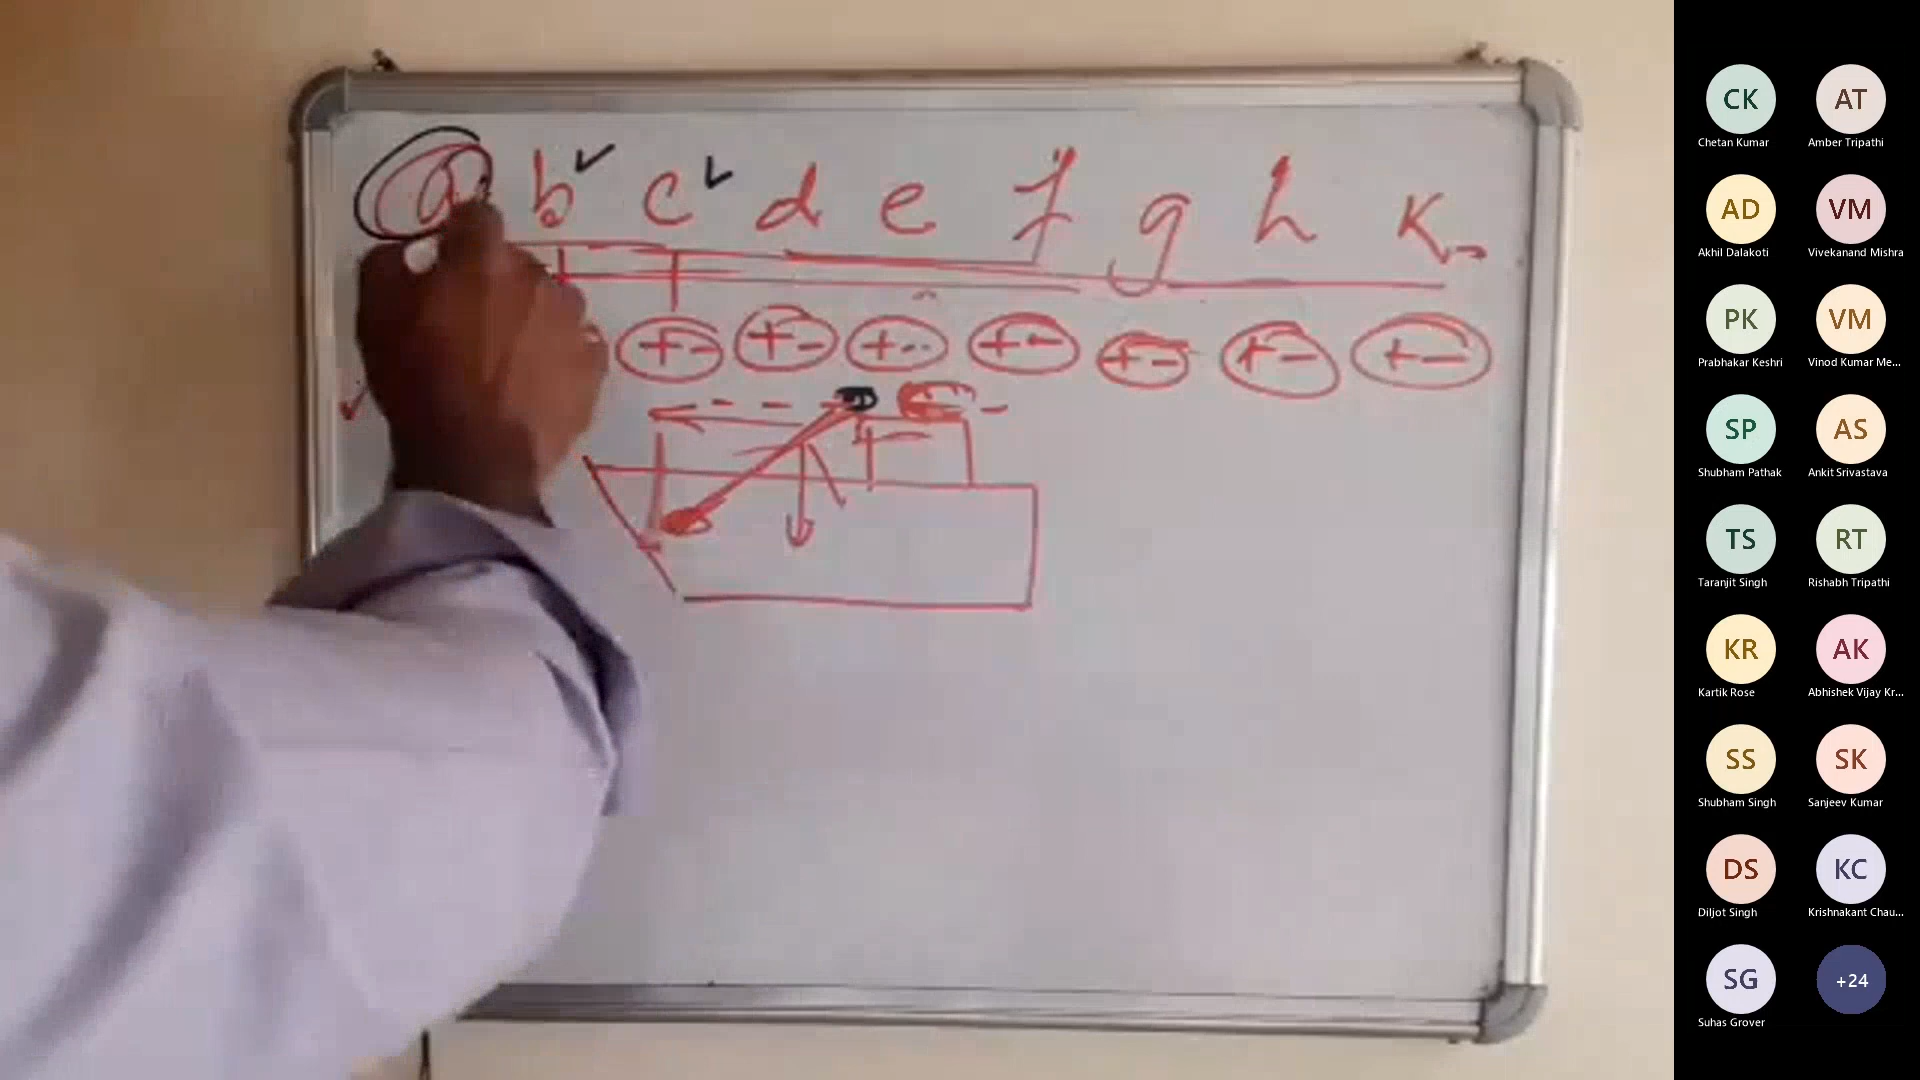 a b ✓ c ✓ d e f g h K
+- +- +- +- +- +- +-
CK AT
Chetan Kumar Amber Tripathi
AD VM
Akhil Dalakoti Vivekanand Mishra
PK VM
Prabhakar Keshri Vinod Kumar Me...
SP AS
Shubham Pathak Ankit Srivastava
TS RT
Taranjit Singh Rishabh Tripathi
KR AK
Kartik Rose Abhishek Vijay Kr...
SS SK
Shubham Singh Sanjeev Kumar
DS KC
Diljot Singh Krishnakant Chau...
SG +24
Suhas Grover